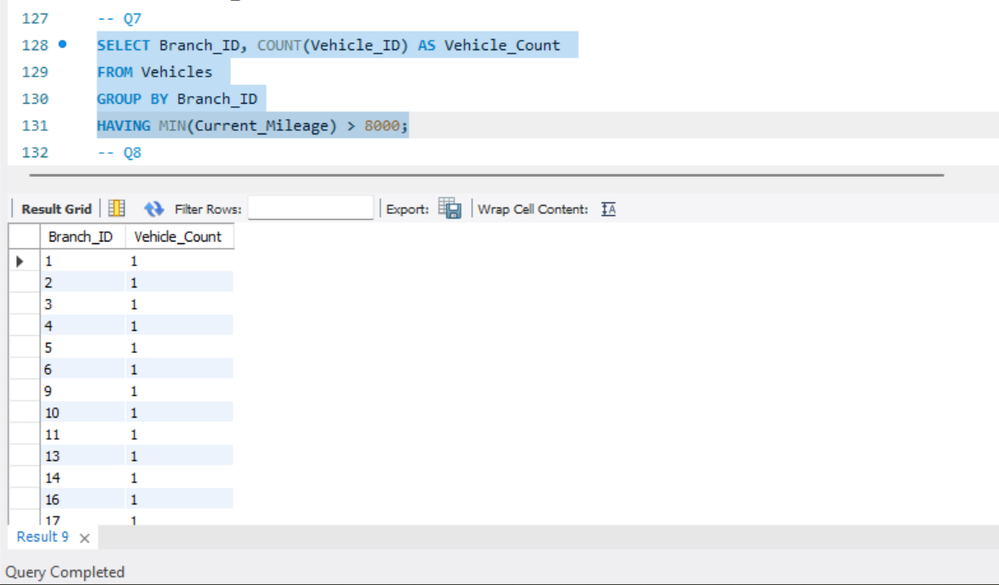 127 -- Q7
128 SELECT Branch_ID, COUNT(Vehicle_ID) AS Vehicle_Count
129 FROM Vehicles
130 GROUP BY Branch_ID
131 HAVING MIN(Current_Mileage) > 8000;
132 -- Q8
Result Grid Filter Rows: Export: Wrap Cell Content: IA
Branch_ID Vehicle_Count
1 1
2 1
3 1
4 1
5 1
6 1
9 1
10 1
11 1
13 1
14 1
16 1
17 1
Result 9 ×
Query Completed